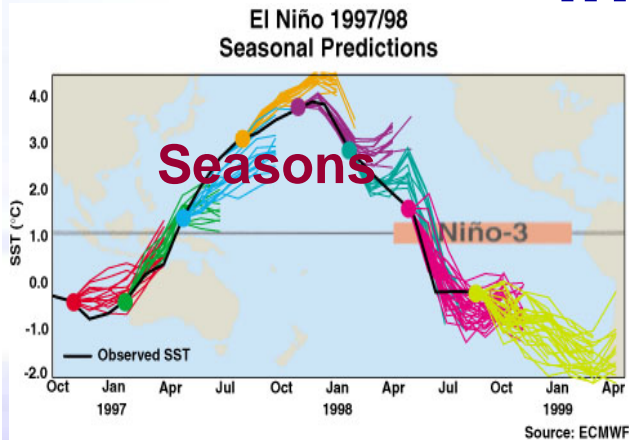 El Niño 1997/98
Seasonal Predictions
4.0
3.0
Seasons
2.0
SST (°C)
1.0
Niño-3
0.0
-1.0
Observed SST
-2.0
Oct Jan Apr Jul Oct Jan Apr Jul Oct Jan Apr
1997 1998 1999
Source: ECMWF